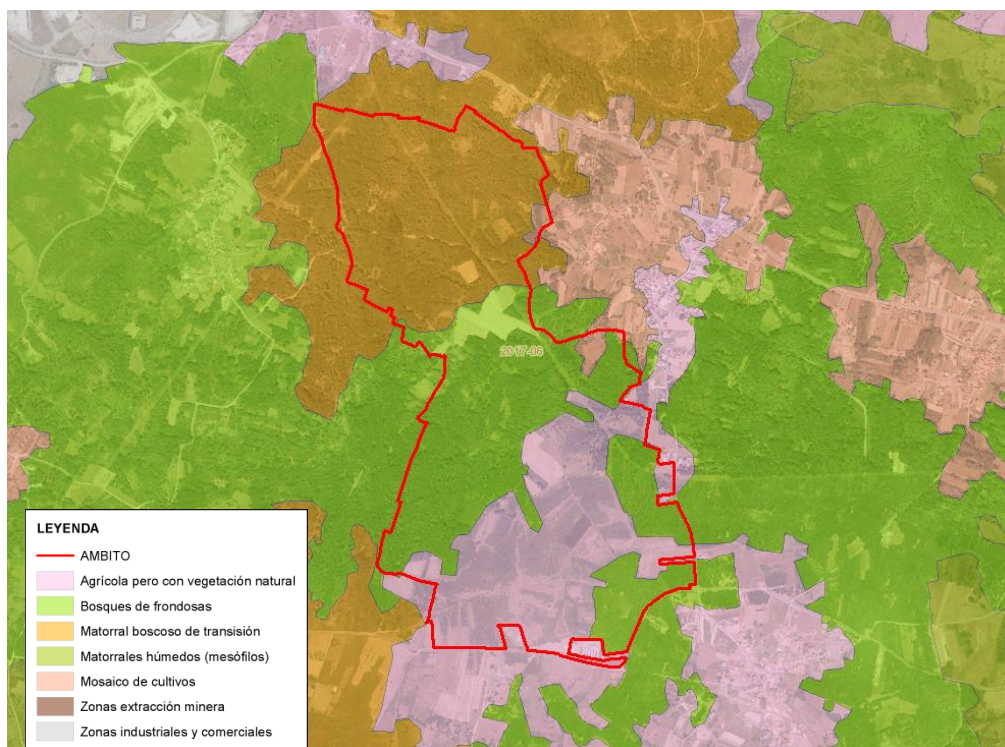 2017-06
LEYENDA
AMBITO
Agrícola pero con vegetación natural
Bosques de frondosas
Matorral boscoso de transición
Matorrales húmedos (mesófilos)
Mosaico de cultivos
Zonas extracción minera
Zonas industriales y comerciales